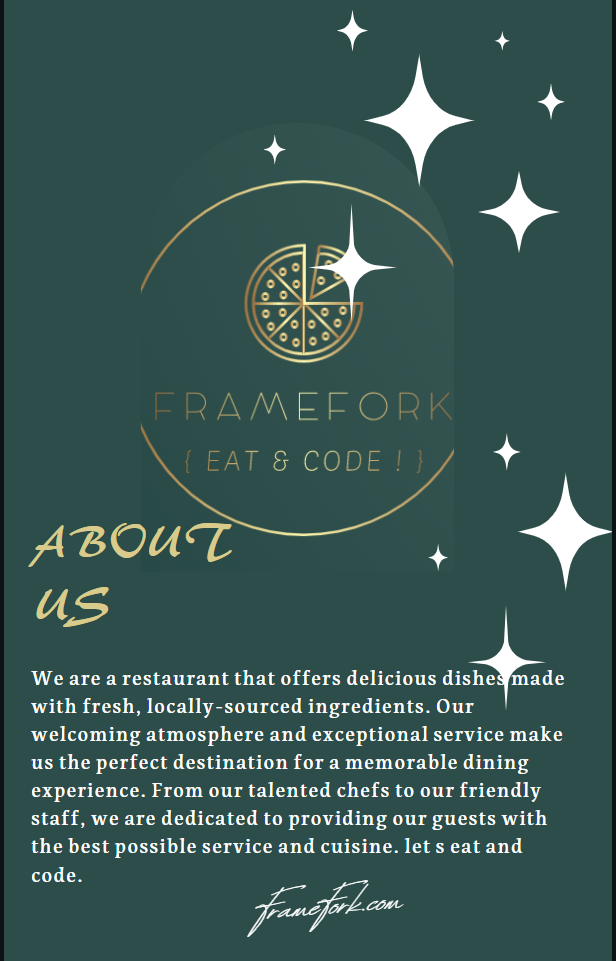 FRAMEFORK
{ EAT & CODE ! }
ABOUT
US
We are a restaurant that offers delicious dishes made
with fresh, locally-sourced ingredients. Our
welcoming atmosphere and exceptional service make
us the perfect destination for a memorable dining
experience. From our talented chefs to our friendly
staff, we are dedicated to providing our guests with
the best possible service and cuisine. let s eat and
code.
FrameFork.com